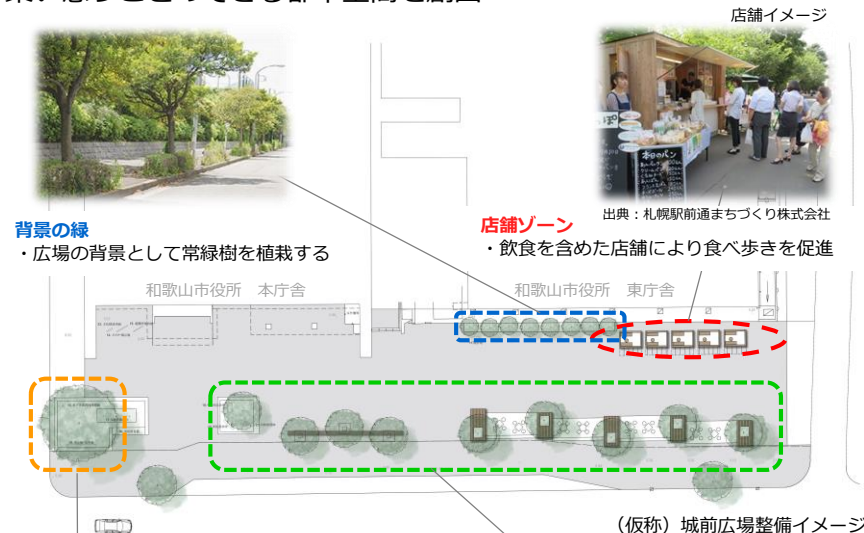 店舗イメージ
本日のパン
出典：札幌駅前通まちづくり株式会社
背景の緑
・広場の背景として常緑樹を植栽する
店舗ゾーン
・飲食を含めた店舗により食べ歩きを促進
和歌山市役所　本庁舎
和歌山市役所　東庁舎
（仮称）城前広場整備イメージ